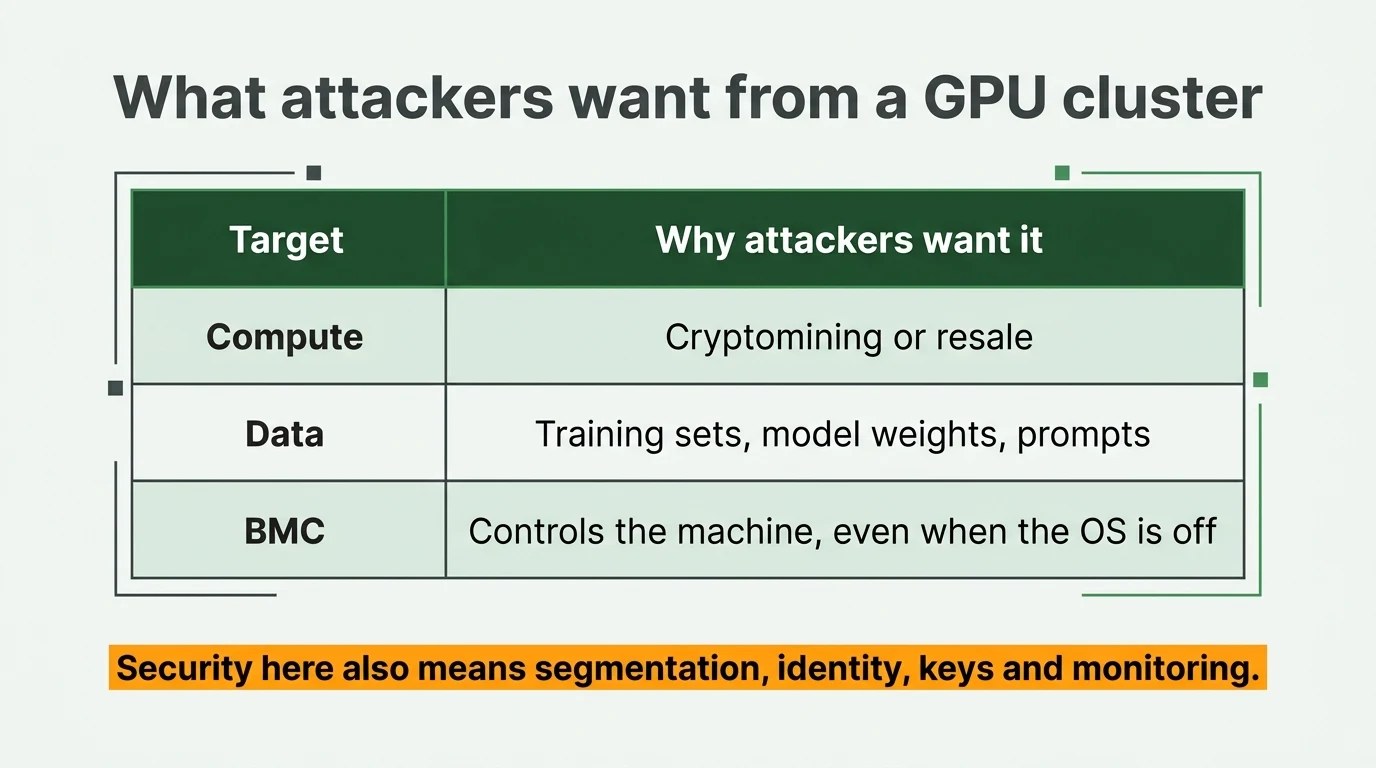 What attackers want from a GPU cluster
Target
Why attackers want it
Compute
Cryptomining or resale
Data
Training sets, model weights, prompts
BMC
Controls the machine, even when the OS is off
Security here also means segmentation, identity, keys and monitoring.